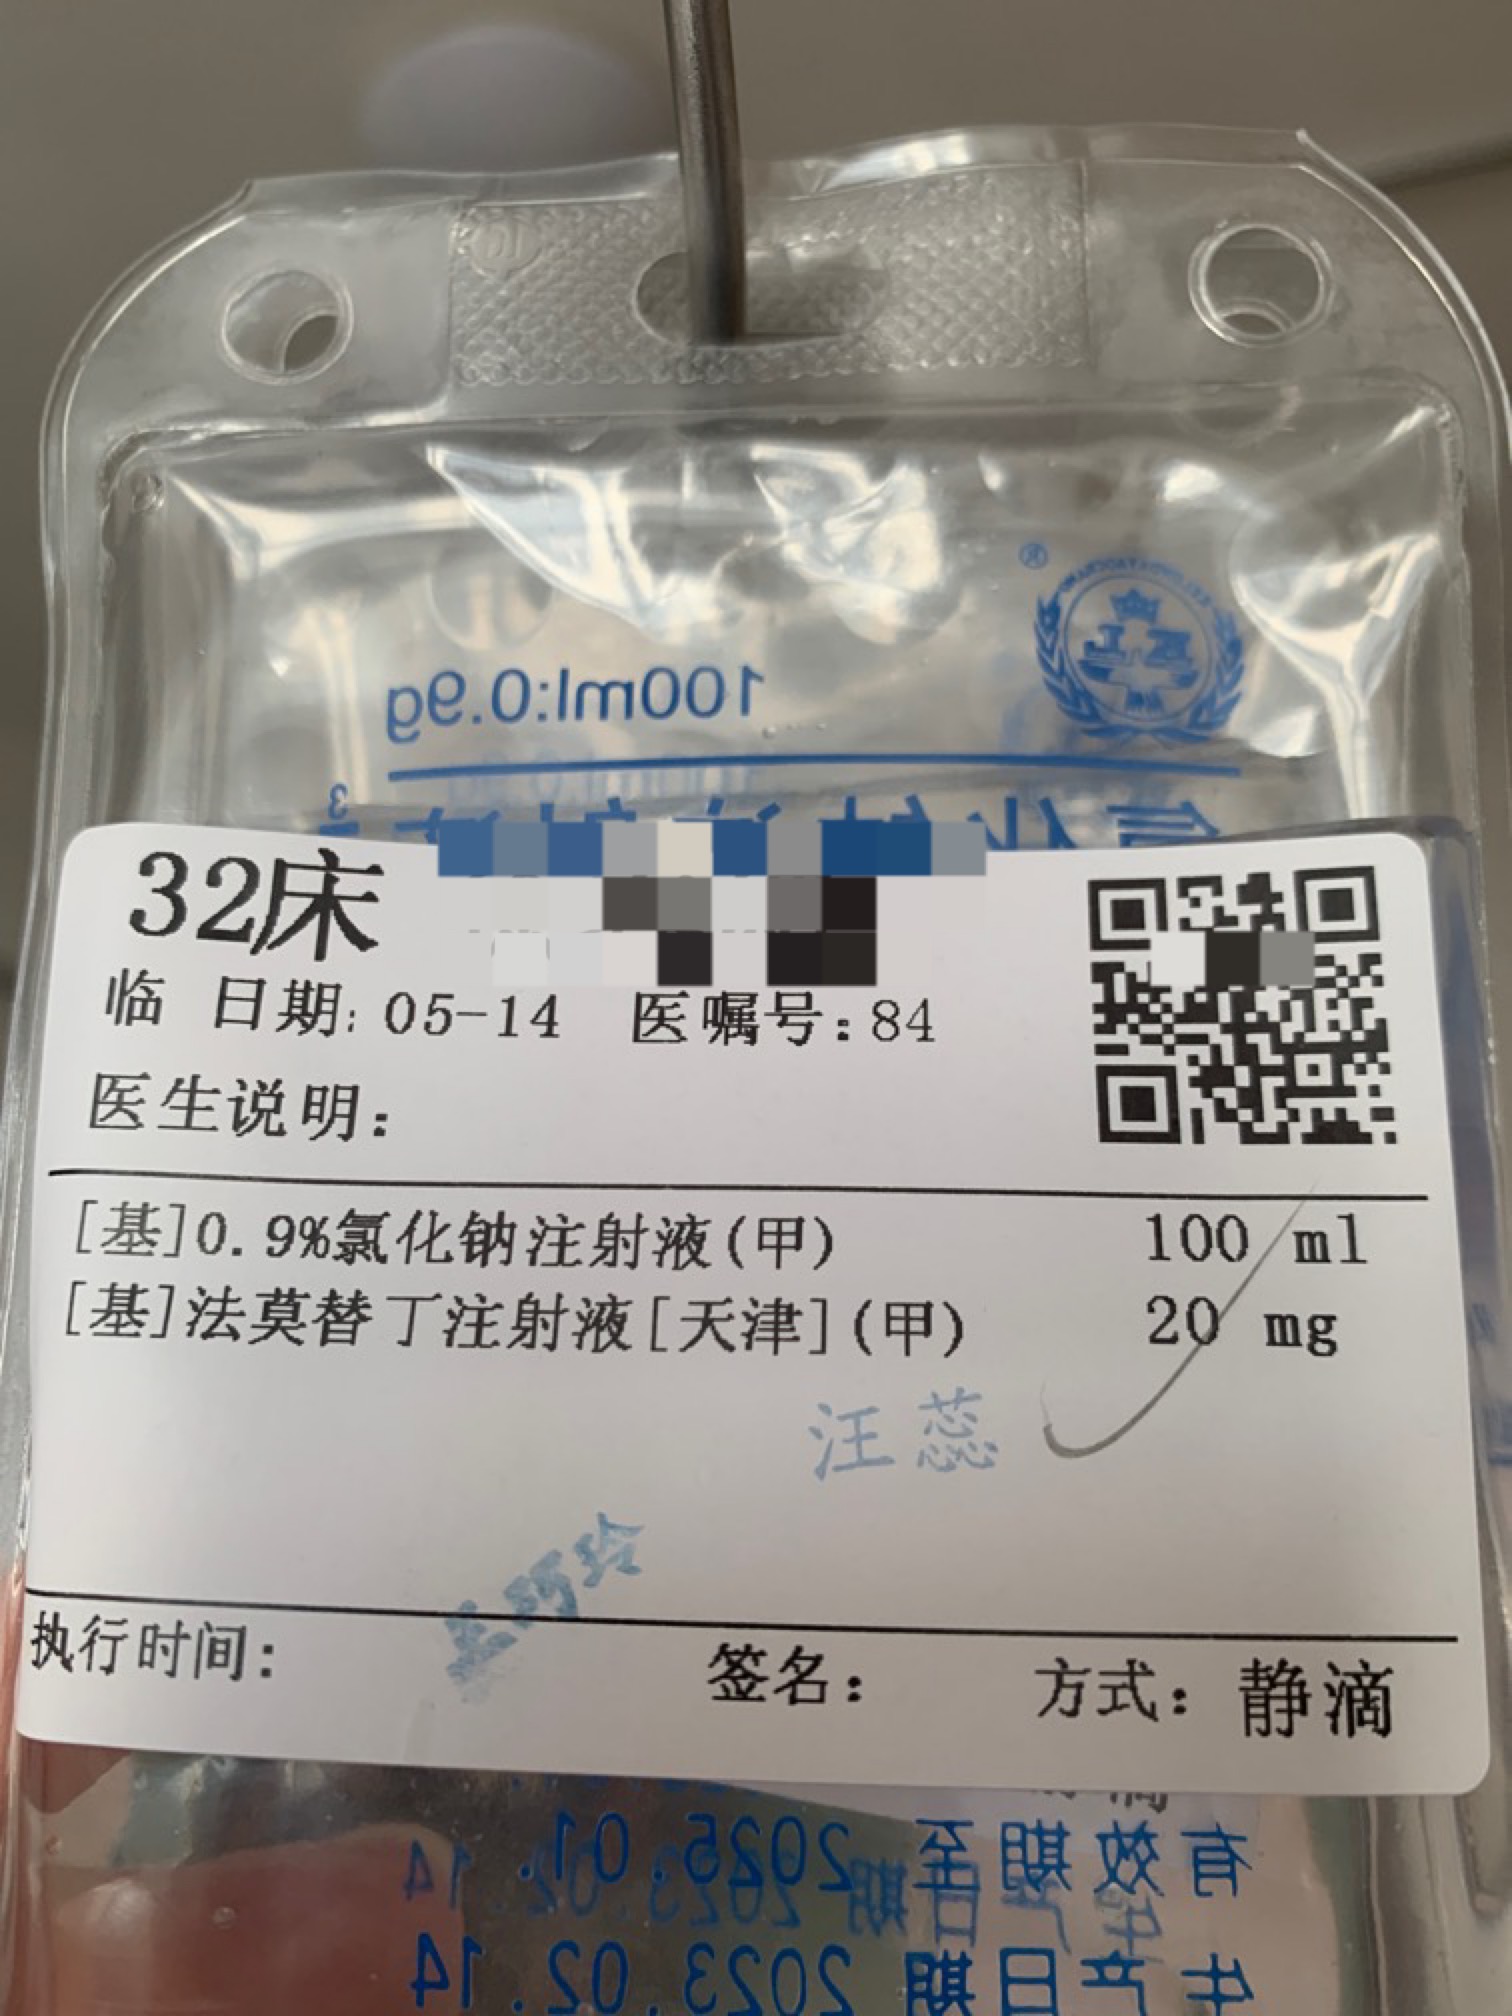 100ml:0.9g
32床
临 日期: 05-14 医嘱号:84
医生说明:
[基]0.9%氯化钠注射液(甲) 100 ml
[基]法莫替丁注射液[天津](甲) 20 mg
汪蕊
执行时间: 签名: 方式: 静滴
有效期至 2025.01.
生产日期 2023.02.14